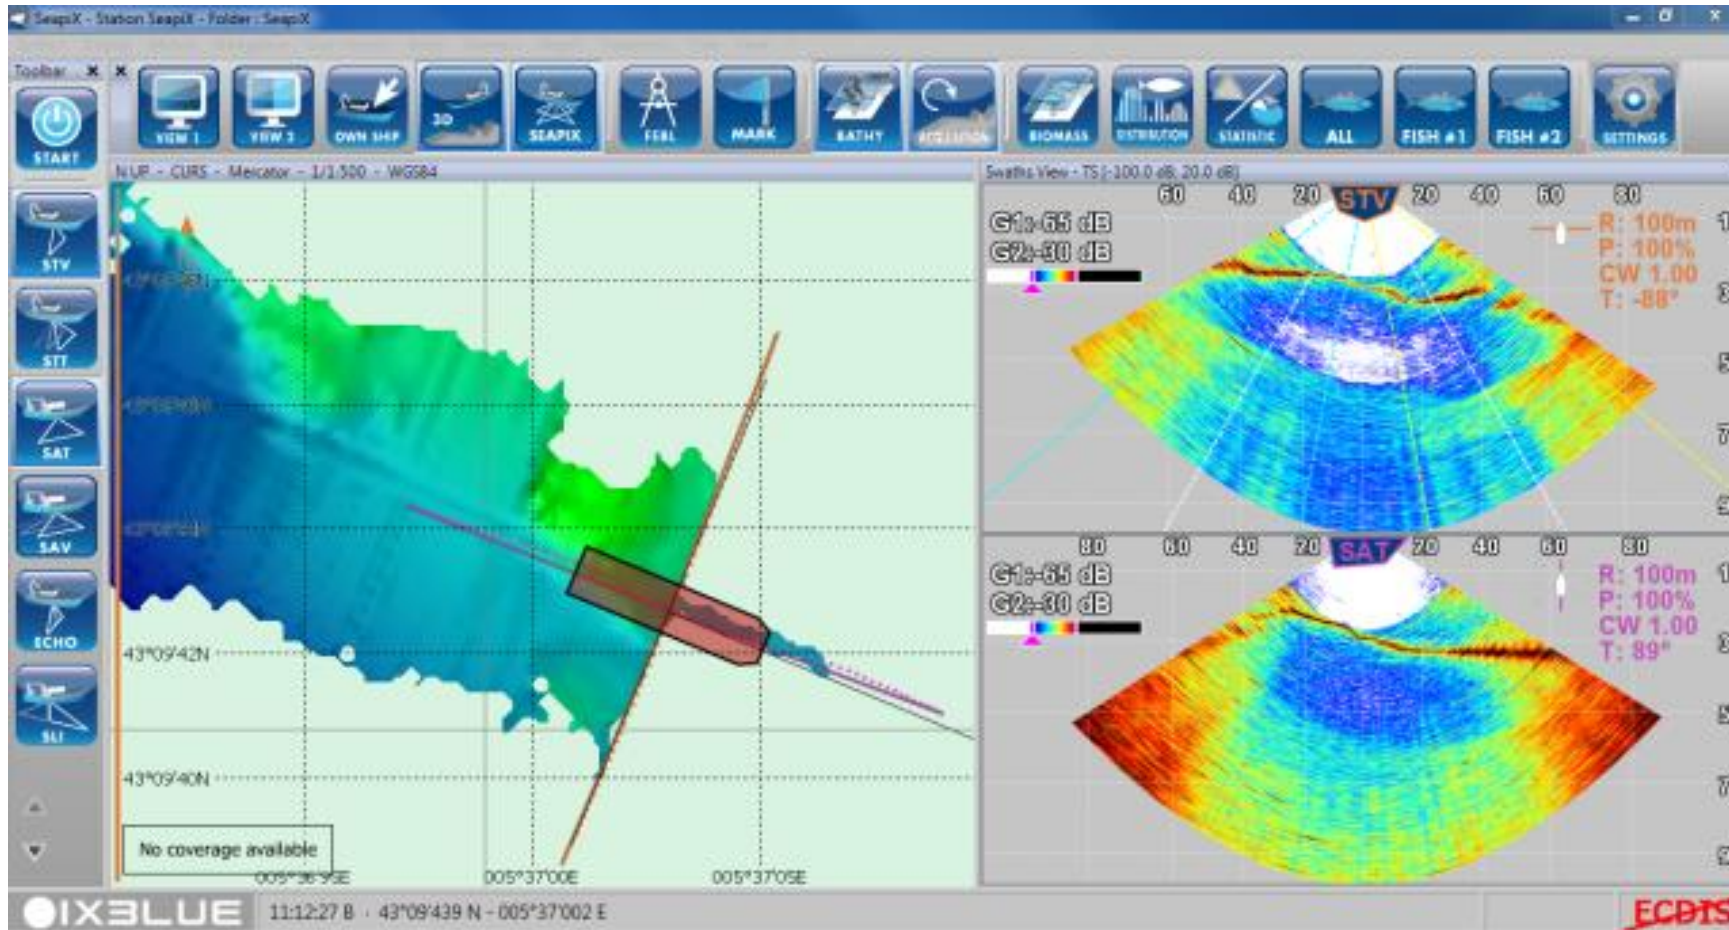 SeapiX - Station SeapiX - Folder : SeapiX
Toolbar
START
VIEW 1
VIEW 2
OWN SHIP
3D
SEAPIX
FEBL
MARK
BATHY
BIOMASS
DISTRIBUTION
STATISTIC
ALL
FISH #1
FISH #2
SETTINGS
STV
STT
SAT
SAV
ECHO
SLI
N UP - CURS - Mercator - 1/1 500 - WGS84
43°09'42N
43°09'40N
No coverage available
005°37'00E
005°37'05E
Swaths View - TS [-100.0 dB; 20.0 dB]
60 40 20 STV 20 40 60 80
G1:-65 dB
G2:-30 dB
R: 100m
P: 100%
CW 1.00
T: -88°
80 60 40 20 SAT 20 40 60 80
G1:-65 dB
G2:-30 dB
R: 100m
P: 100%
CW 1.00
T: 89°
IXBLUE
11:12:27 B - 43°09'439 N - 005°37'002 E
ECDIS